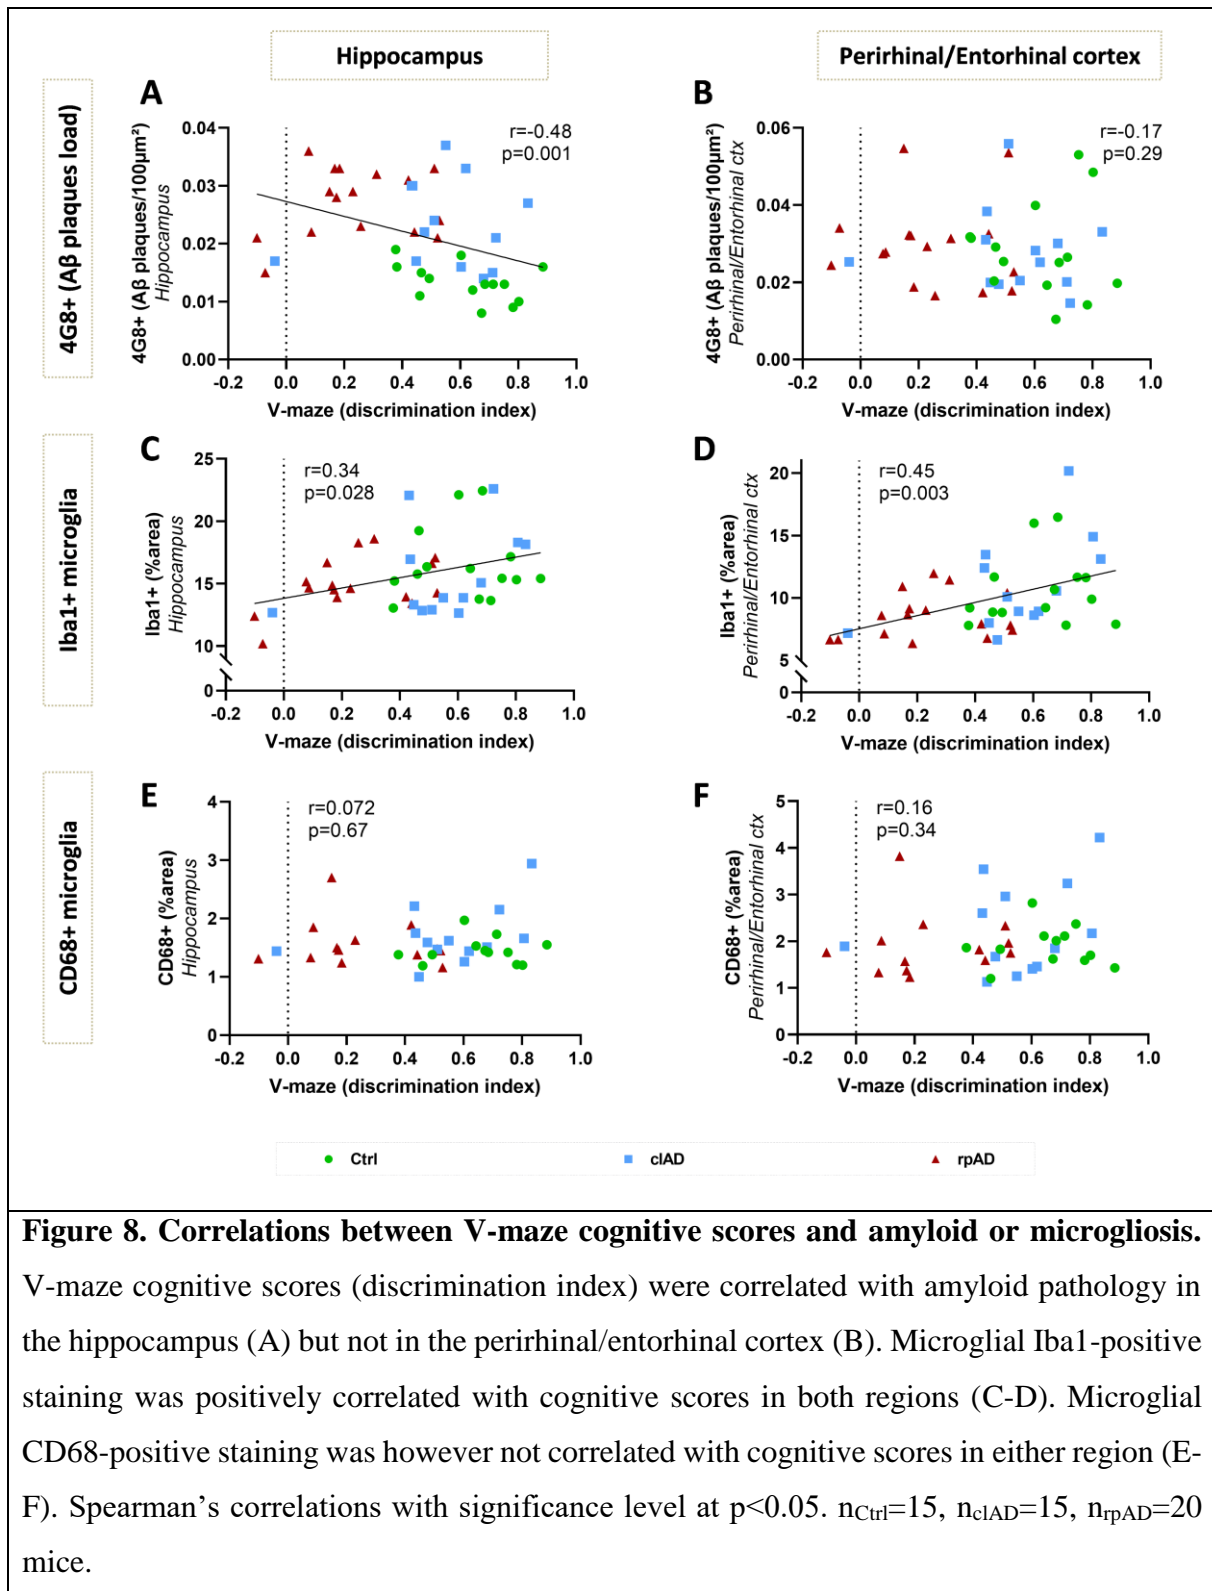 Hippocampus
Perirhinal/Entorhinal cortex
4G8+ (Aβ plaques load)
A
4G8+ (Aβ plaques/100µm²)
Hippocampus
0.04
0.03
0.02
0.01
0.00
r=-0.48
p=0.001
-0.2 0.0 0.2 0.4 0.6 0.8 1.0
V-maze (discrimination index)
B
4G8+ (Aβ plaques/100µm²)
Perirhinal/Entorhinal ctx
0.06
0.04
0.02
0.00
r=-0.17
p=0.29
-0.2 0.0 0.2 0.4 0.6 0.8 1.0
V-maze (discrimination index)
Iba1+ microglia
C
Iba1+ (%area)
Hippocampus
25
20
15
10
0
r=0.34
p=0.028
-0.2 0.0 0.2 0.4 0.6 0.8 1.0
V-maze (discrimination index)
D
Iba1+ (%area)
Perirhinal/Entorhinal ctx
20
15
10
5
0
r=0.45
p=0.003
-0.2 0.0 0.2 0.4 0.6 0.8 1.0
V-maze (discrimination index)
CD68+ microglia
E
CD68+ (%area)
Hippocampus
4
3
2
1
0
r=0.072
p=0.67
-0.2 0.0 0.2 0.4 0.6 0.8 1.0
V-maze (discrimination index)
F
CD68+ (%area)
Perirhinal/Entorhinal ctx
5
4
3
2
1
0
r=0.16
p=0.34
-0.2 0.0 0.2 0.4 0.6 0.8 1.0
V-maze (discrimination index)
Ctrl clAD rpAD
Figure 8. Correlations between V-maze cognitive scores and amyloid or microgliosis.
V-maze cognitive scores (discrimination index) were correlated with amyloid pathology in
the hippocampus (A) but not in the perirhinal/entorhinal cortex (B). Microglial Iba1-positive
staining was positively correlated with cognitive scores in both regions (C-D). Microglial
CD68-positive staining was however not correlated with cognitive scores in either region (E-
F). Spearman’s correlations with significance level at p<0.05. nCtrl=15, nclAD=15, nrpAD=20
mice.